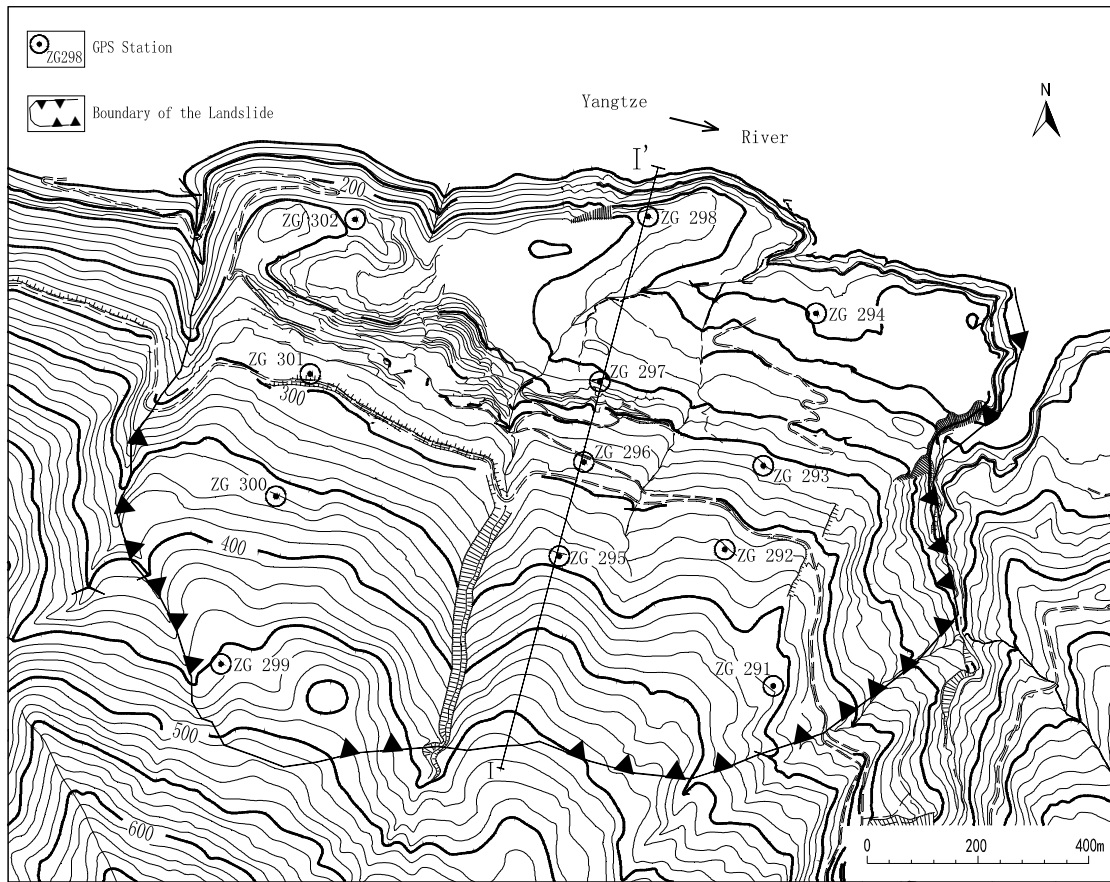 ZG298
GPS Station
Boundary of the Landslide
Yangtze
River
N
I'
200
ZG 302
ZG 298
ZG 294
ZG 301
300
ZG 297
ZG 296
ZG 293
ZG 300
400
ZG 295
ZG 292
ZG 299
ZG 291
500
I
600
0 200 400m